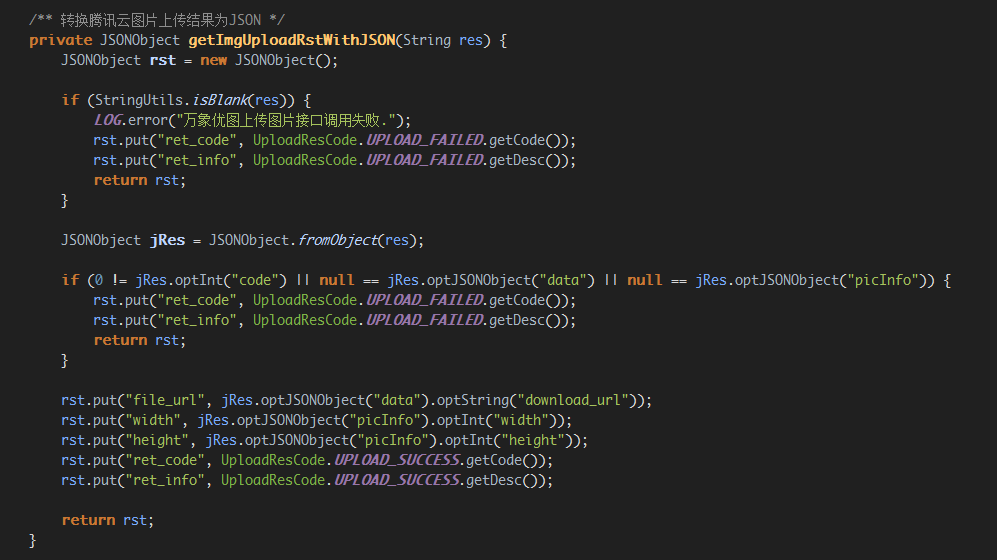 /** 转换腾讯云图片上传结果为JSON */
private JSONObject getImgUploadRstWithJSON(String res) {
JSONObject rst = new JSONObject();
if (StringUtils.isBlank(res)) {
LOG.error("万象优图上传图片接口调用失败.");
rst.put("ret_code", UploadResCode.UPLOAD_FAILED.getCode());
rst.put("ret_info", UploadResCode.UPLOAD_FAILED.getDesc());
return rst;
}
JSONObject jRes = JSONObject.fromObject(res);
if (0 != jRes.optInt("code") || null == jRes.optJSONObject("data") || null == jRes.optJSONObject("picInfo")) {
rst.put("ret_code", UploadResCode.UPLOAD_FAILED.getCode());
rst.put("ret_info", UploadResCode.UPLOAD_FAILED.getDesc());
return rst;
}
rst.put("file_url", jRes.optJSONObject("data").optString("download_url"));
rst.put("width", jRes.optJSONObject("picInfo").optInt("width"));
rst.put("height", jRes.optJSONObject("picInfo").optInt("height"));
rst.put("ret_code", UploadResCode.UPLOAD_SUCCESS.getCode());
rst.put("ret_info", UploadResCode.UPLOAD_SUCCESS.getDesc());
return rst;
}